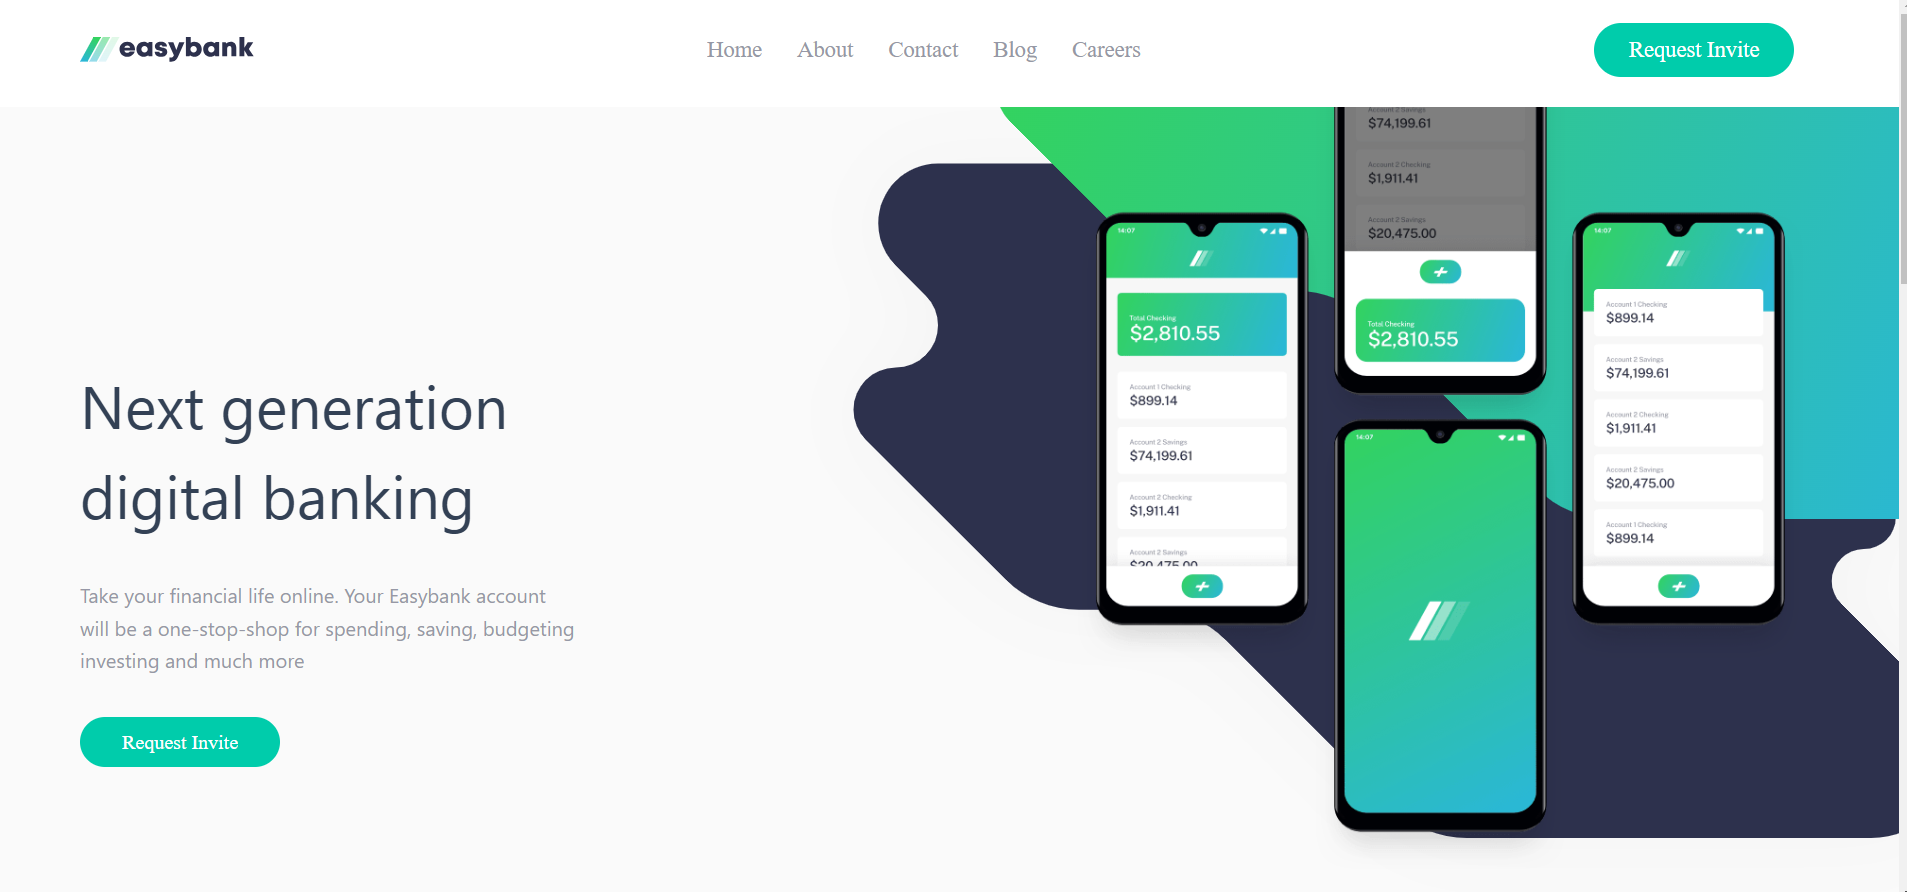 easybank
Home
About
Contact
Blog
Careers
Request Invite
Next generation
digital banking
Take your financial life online. Your Easybank account
will be a one-stop-shop for spending, saving, budgeting
investing and much more
Request Invite
14:07
Total Checking
$2,810.55
Account 1 Checking
$899.14
Account 2 Savings
$74,199.61
Account 2 Checking
$1,911.41
Account 2 Savings
$20,475.00
Account 2 Savings
$74,199.61
Account 2 Checking
$1,911.41
Account 2 Savings
$20,475.00
Total Checking
$2,810.55
14:07
14:07
Account 1 Checking
$899.14
Account 2 Savings
$74,199.61
Account 2 Checking
$1,911.41
Account 2 Savings
$20,475.00
Account 1 Checking
$899.14